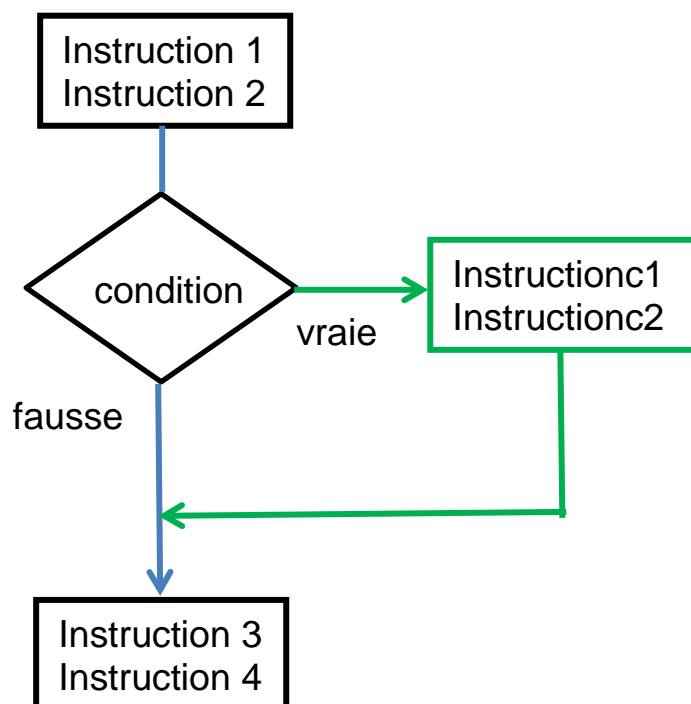 Instruction 1
Instruction 2
condition
Instructionc1
Instructionc2
vraie
fausse
Instruction 3
Instruction 4